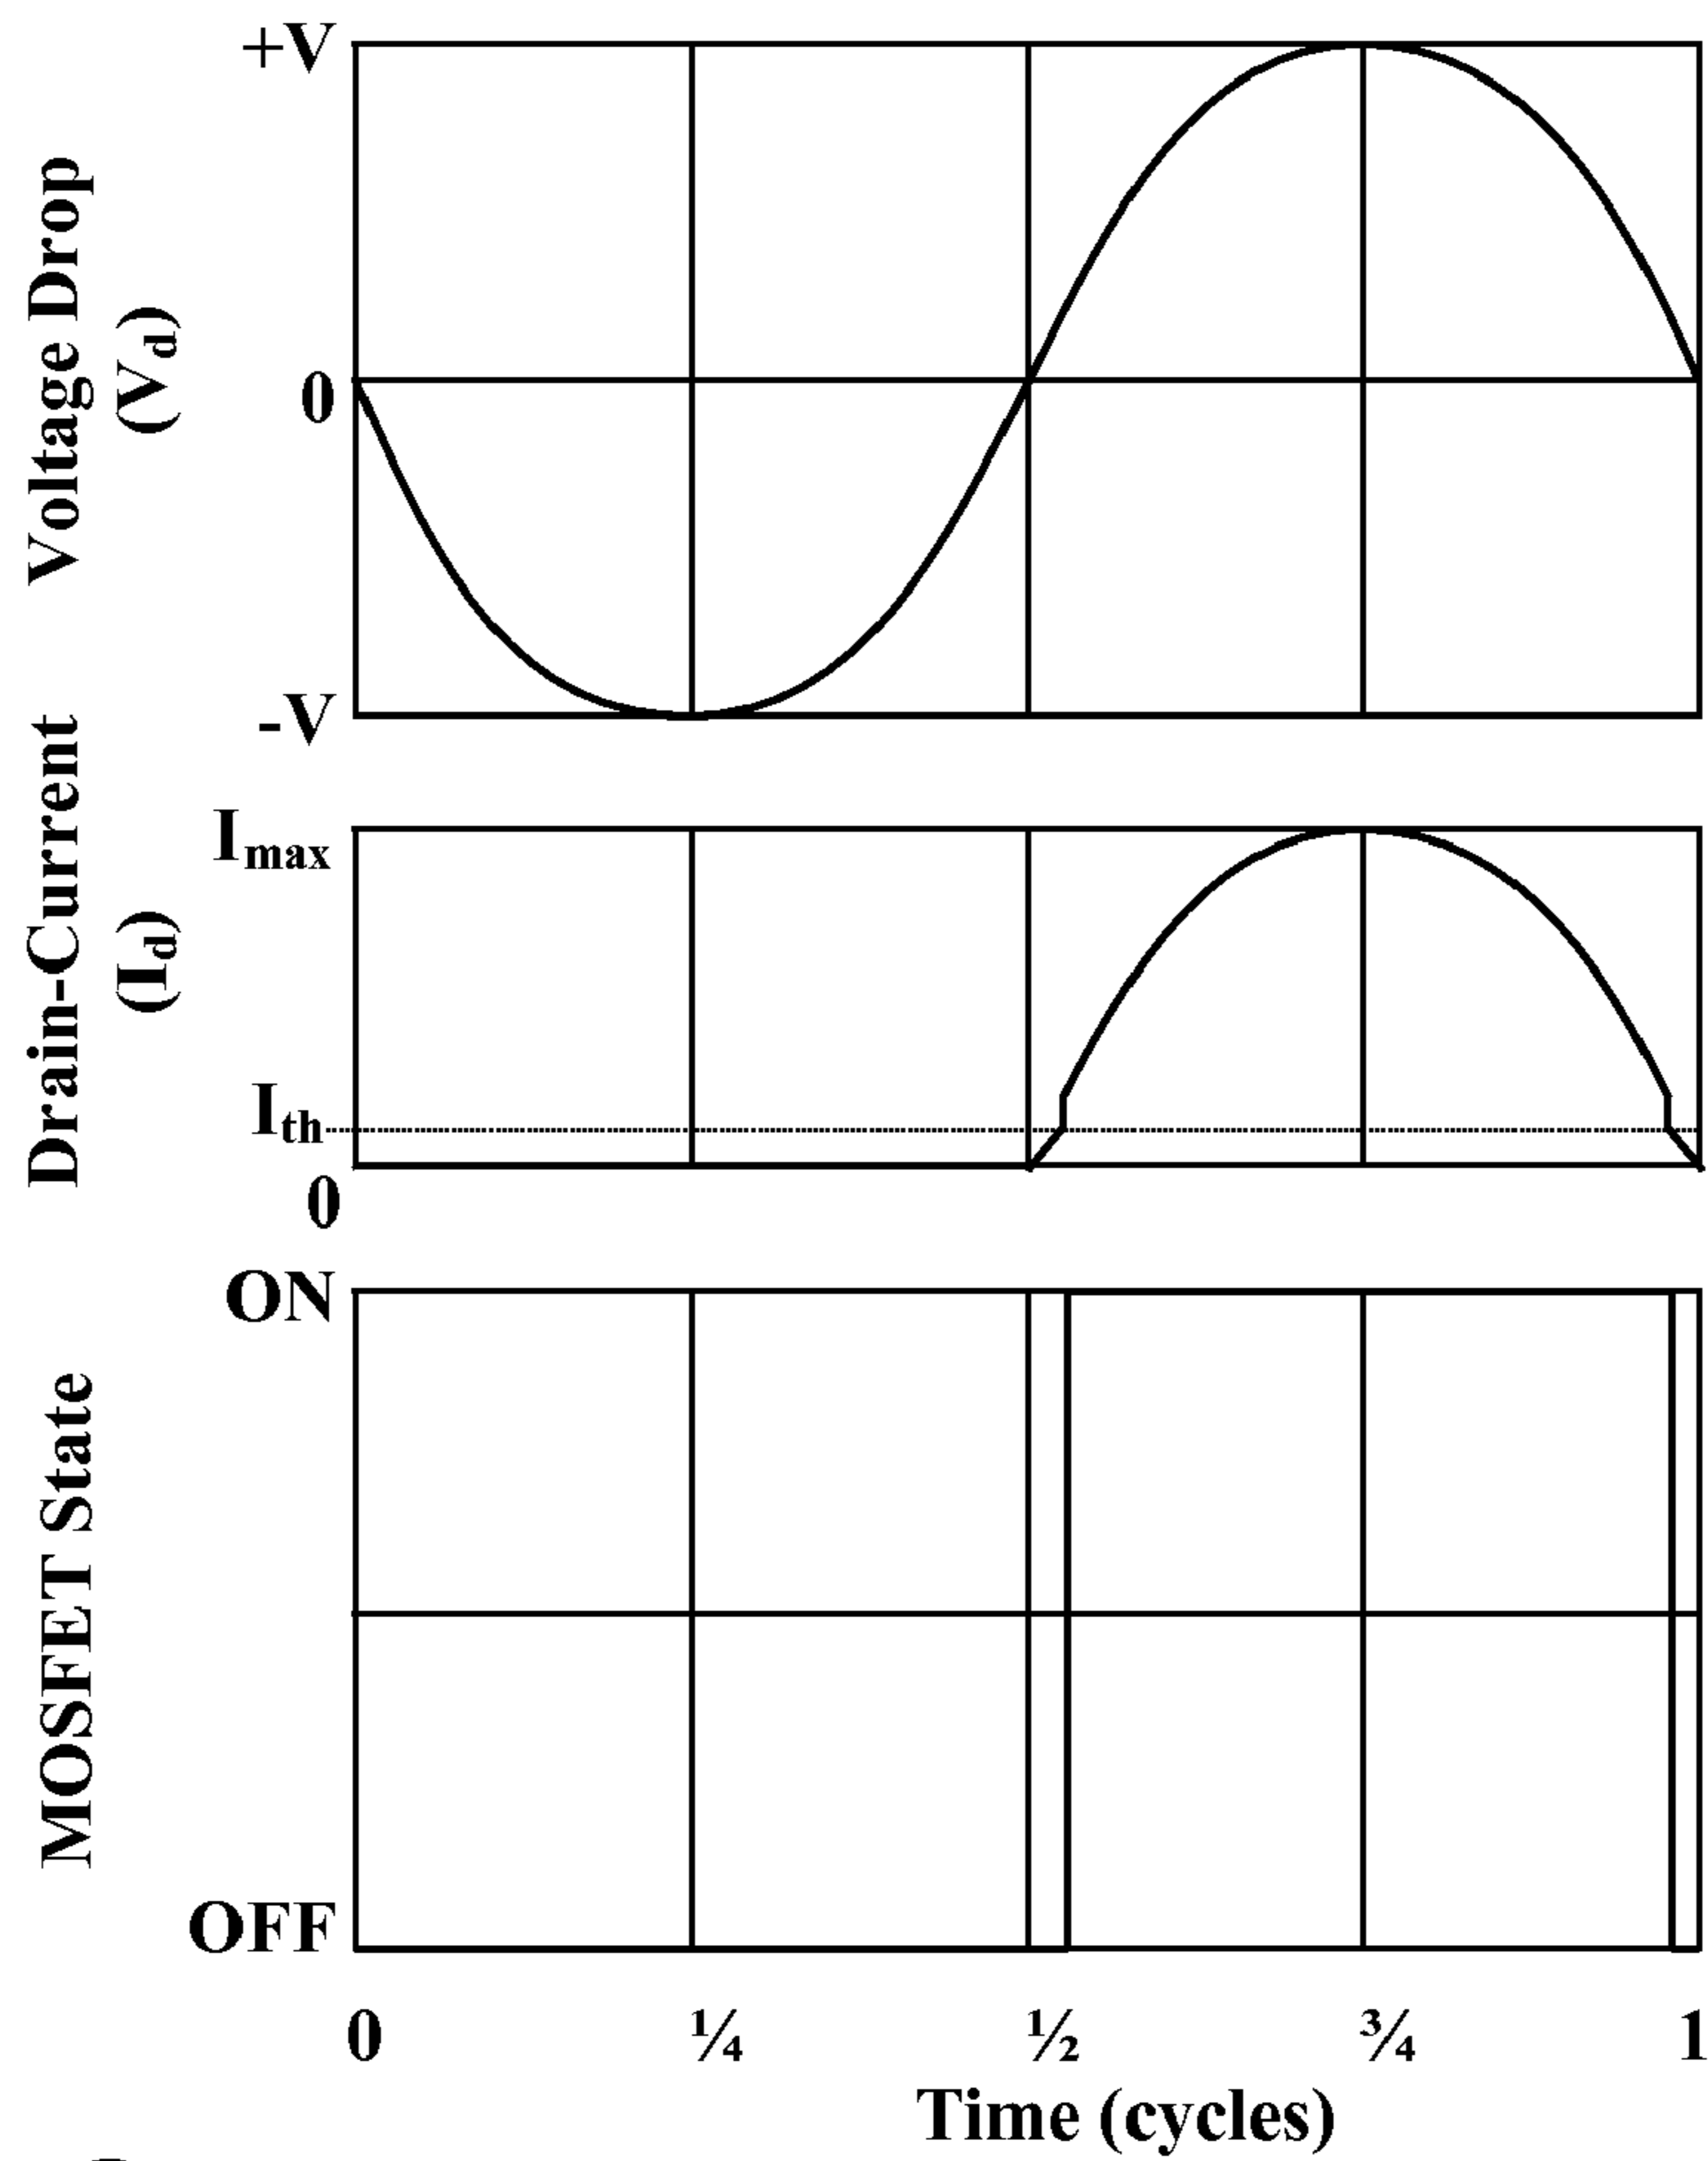 +V
Voltage Drop
(Vd)
0
-V
Imax
Drain-Current
(Id)
Ith
0
ON
MOSFET State
OFF
0 ¼ ½ ¾ 1
Time (cycles)